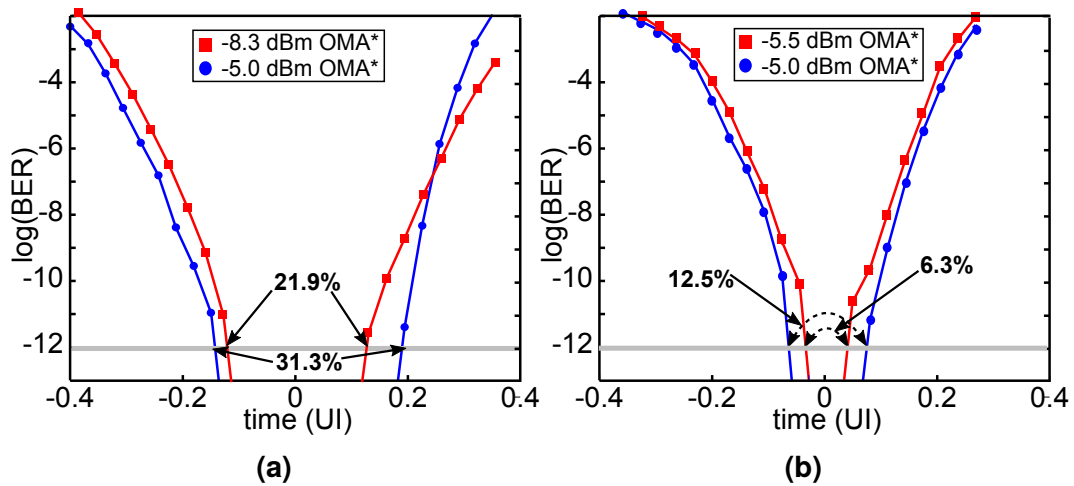 -8.3 dBm OMA*
-5.0 dBm OMA*
log(BER)
-4
-6
-8
-10
-12
21.9%
31.3%
-0.4
-0.2
0
0.2
0.4
time (UI)
(a)
-5.5 dBm OMA*
-5.0 dBm OMA*
log(BER)
-4
-6
-8
-10
-12
12.5%
6.3%
-0.4
-0.2
0
0.2
0.4
time (UI)
(b)